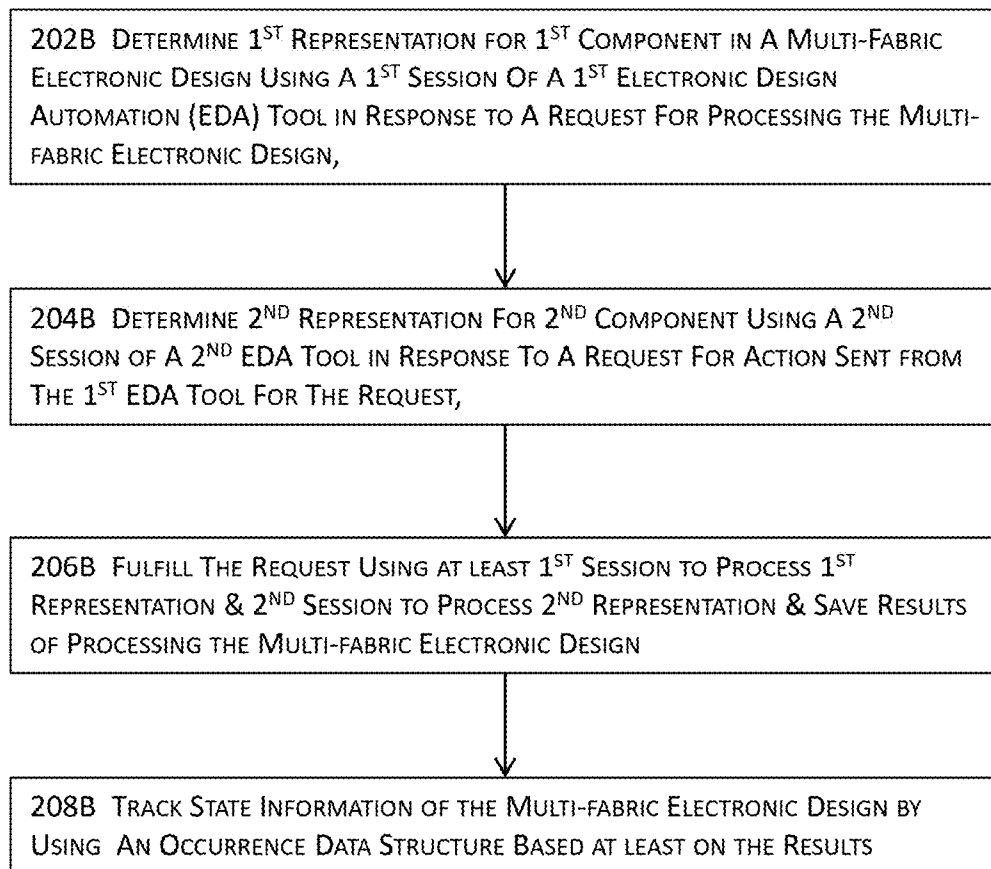 202B DETERMINE 1ST REPRESENTATION FOR 1ST COMPONENT IN A MULTI-FABRIC
ELECTRONIC DESIGN USING A 1ST SESSION OF A 1ST ELECTRONIC DESIGN
AUTOMATION (EDA) TOOL IN RESPONSE TO A REQUEST FOR PROCESSING THE MULTI-
FABRIC ELECTRONIC DESIGN,
204B DETERMINE 2ND REPRESENTATION FOR 2ND COMPONENT USING A 2ND
SESSION OF A 2ND EDA TOOL IN RESPONSE TO A REQUEST FOR ACTION SENT FROM
THE 1ST EDA TOOL FOR THE REQUEST,
206B FULFILL THE REQUEST USING AT LEAST 1ST SESSION TO PROCESS 1ST
REPRESENTATION & 2ND SESSION TO PROCESS 2ND REPRESENTATION & SAVE RESULTS
OF PROCESSING THE MULTI-FABRIC ELECTRONIC DESIGN
208B TRACK STATE INFORMATION OF THE MULTI-FABRIC ELECTRONIC DESIGN BY
USING AN OCCURRENCE DATA STRUCTURE BASED AT LEAST ON THE RESULTS